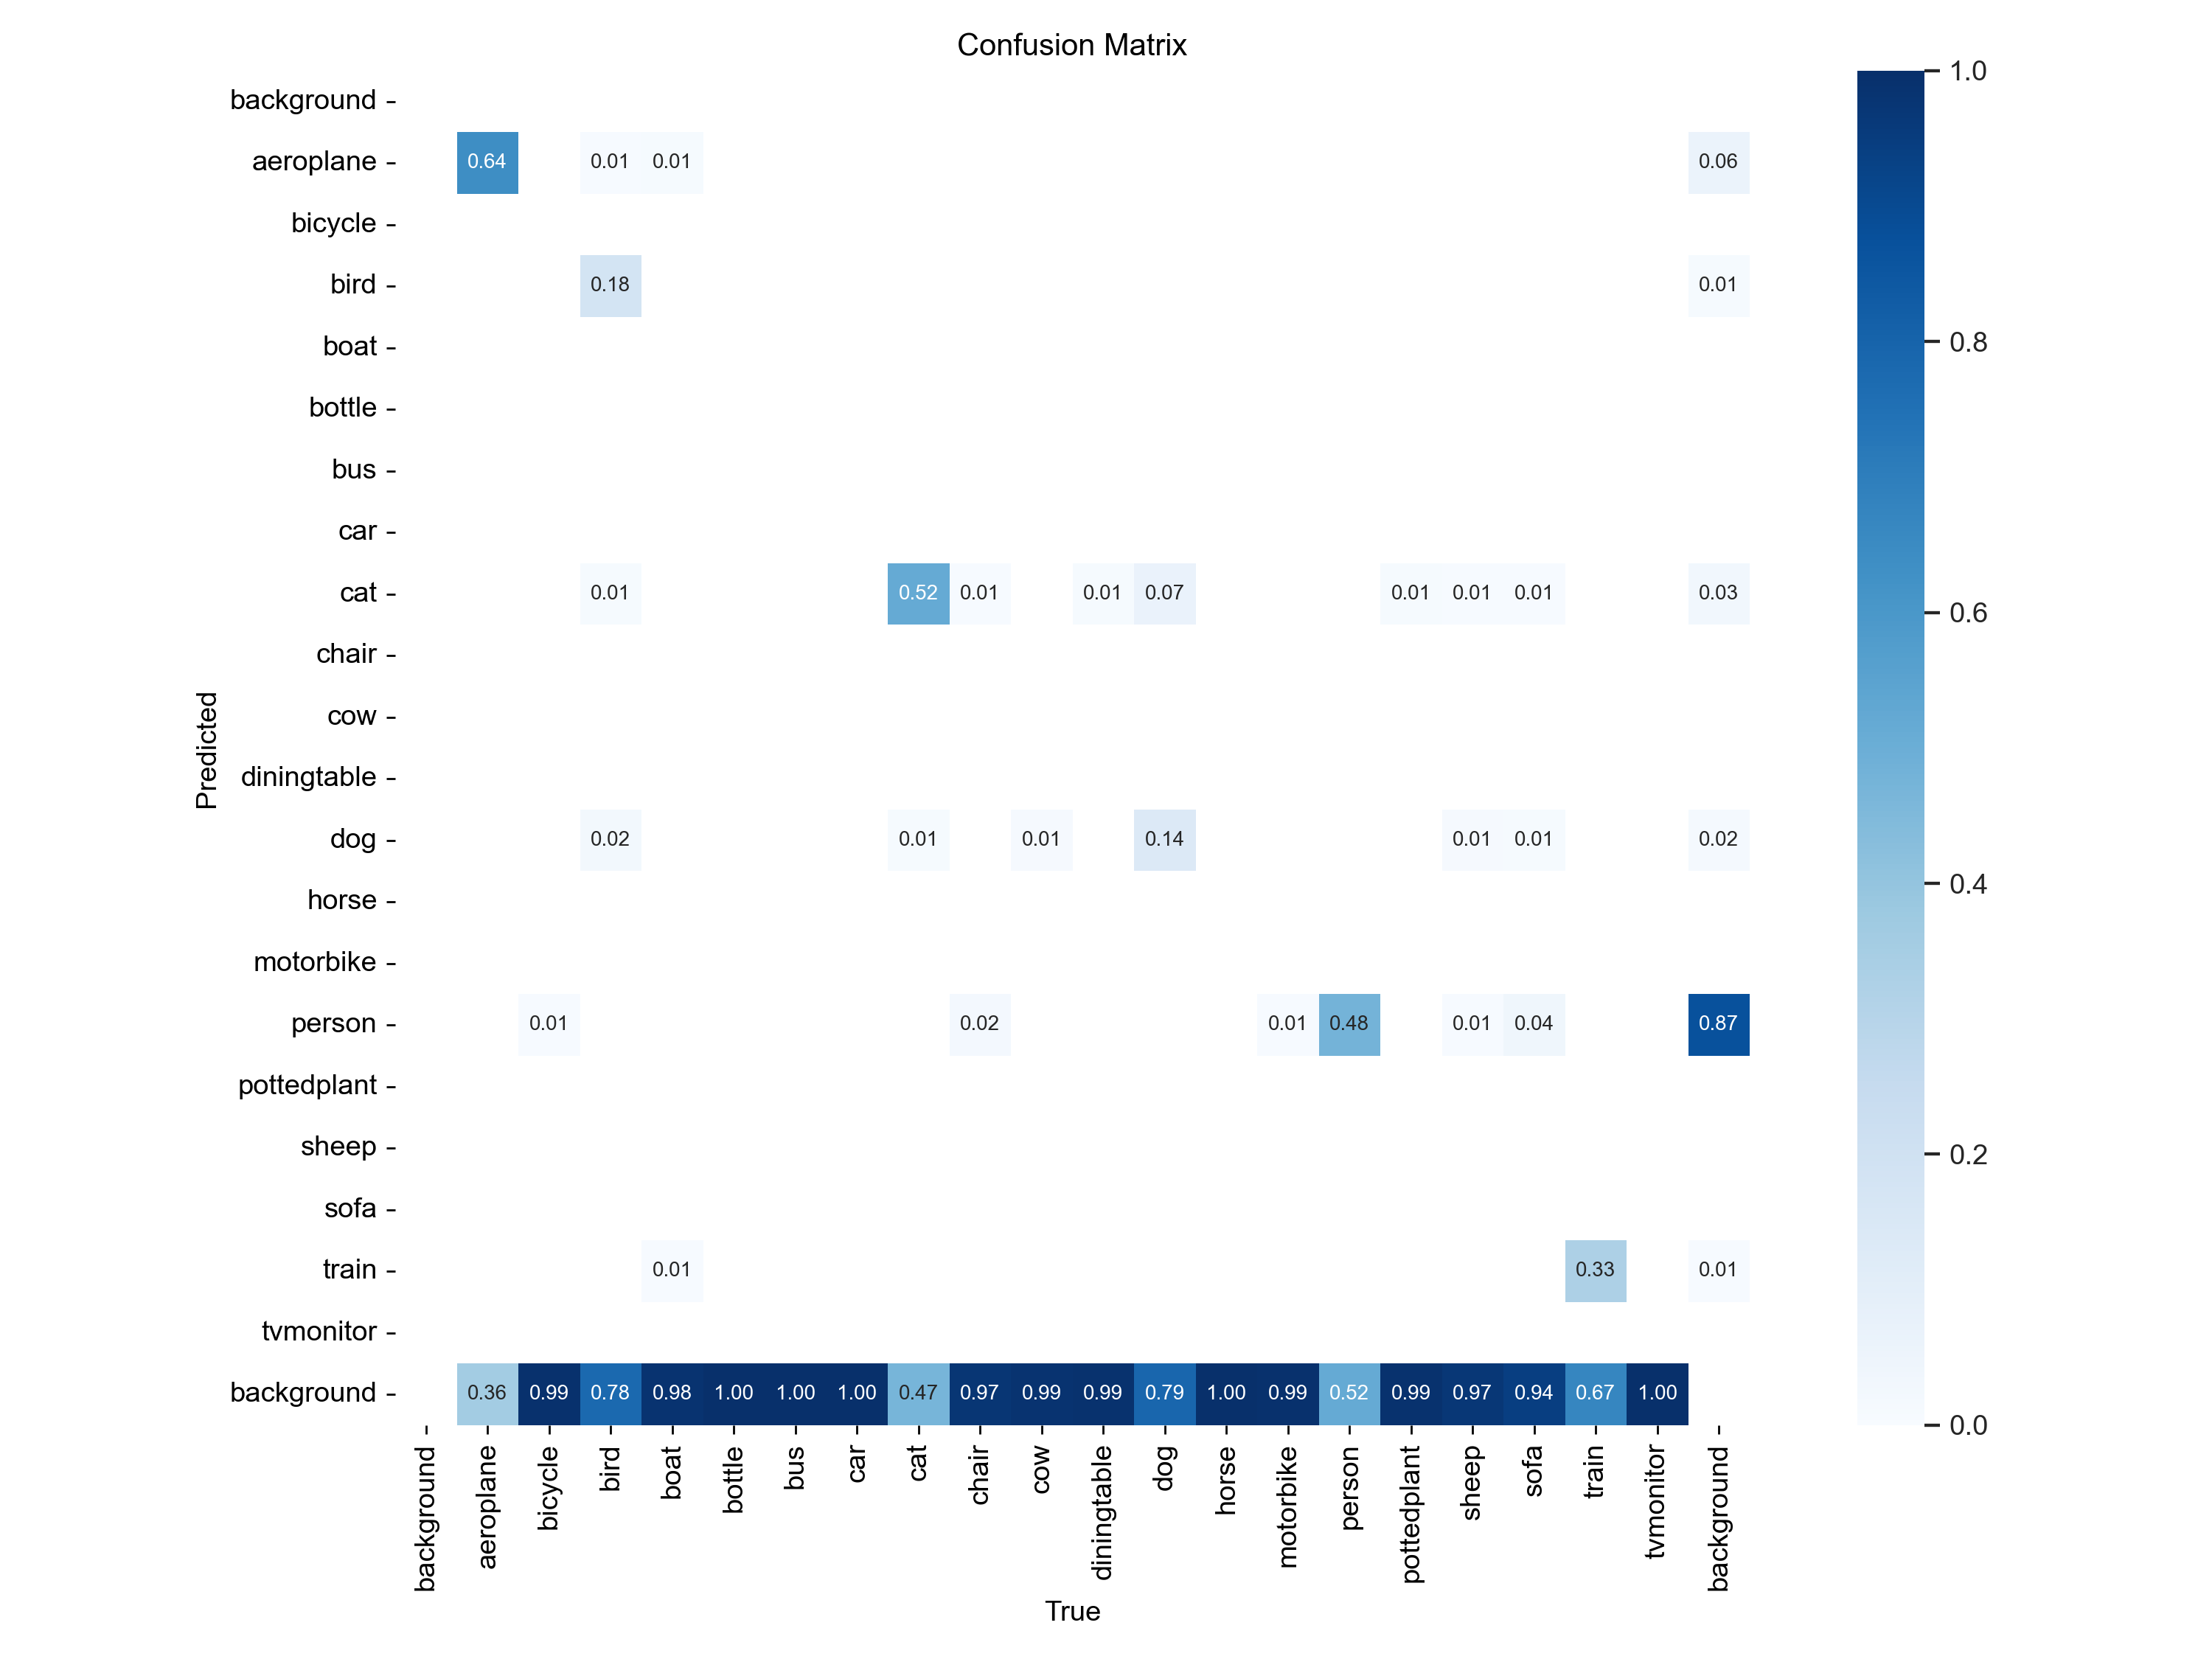 Confusion Matrix
Predicted
background
aeroplane 0.64 0.01 0.01 0.06
bicycle
bird 0.18 0.01
boat
bottle
bus
car
cat 0.01 0.52 0.01 0.01 0.07 0.01 0.01 0.01 0.03
chair
cow
diningtable
dog 0.02 0.01 0.01 0.14 0.01 0.01 0.02
horse
motorbike
person 0.01 0.02 0.01 0.48 0.01 0.04 0.87
pottedplant
sheep
sofa
train 0.01 0.33 0.01
tvmonitor
background 0.36 0.99 0.78 0.98 1.00 1.00 1.00 0.47 0.97 0.99 0.99 0.79 1.00 0.99 0.52 0.99 0.97 0.94 0.67 1.00
background aeroplane bicycle bird boat bottle bus car cat chair cow diningtable dog horse motorbike person pottedplant sheep sofa train tvmonitor background
True
1.0
0.8
0.6
0.4
0.2
0.0